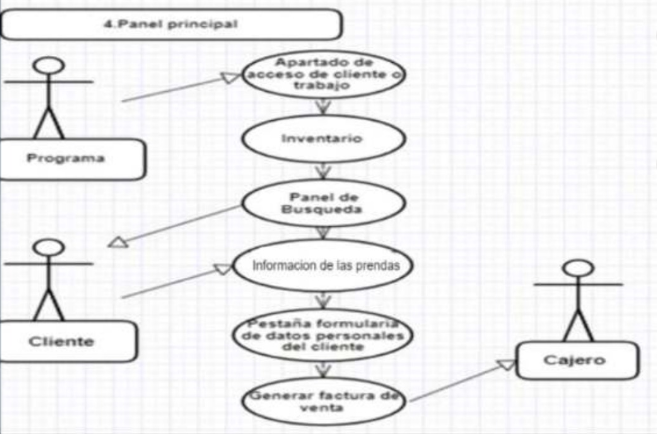 4.Panel principal
Apartado de
acceso de cliente o
trabajo
Programa
Inventario
Panel de
Busqueda
Informacion de las prendas
Cliente
Pestaña formularia
de datos personales
del cliente
Cajero
Generar factura de
venta